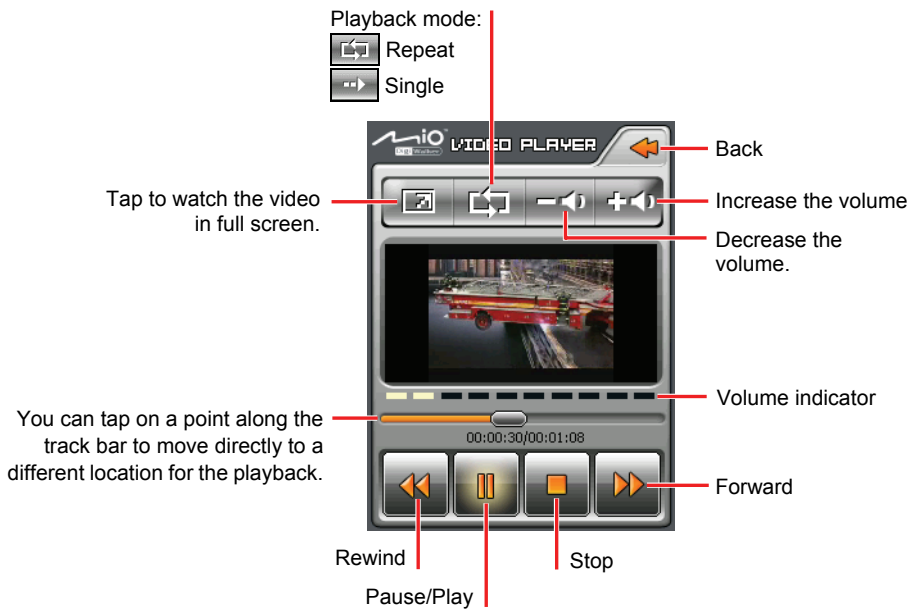 Playback mode:
Repeat
Single
Mio
DigiWalker
VIDEO PLAYER
Back
Tap to watch the video
in full screen.
Increase the volume
Decrease the
volume.
Volume indicator
You can tap on a point along the
track bar to move directly to a
different location for the playback.
00:00:30/00:01:08
Forward
Rewind
Stop
Pause/Play